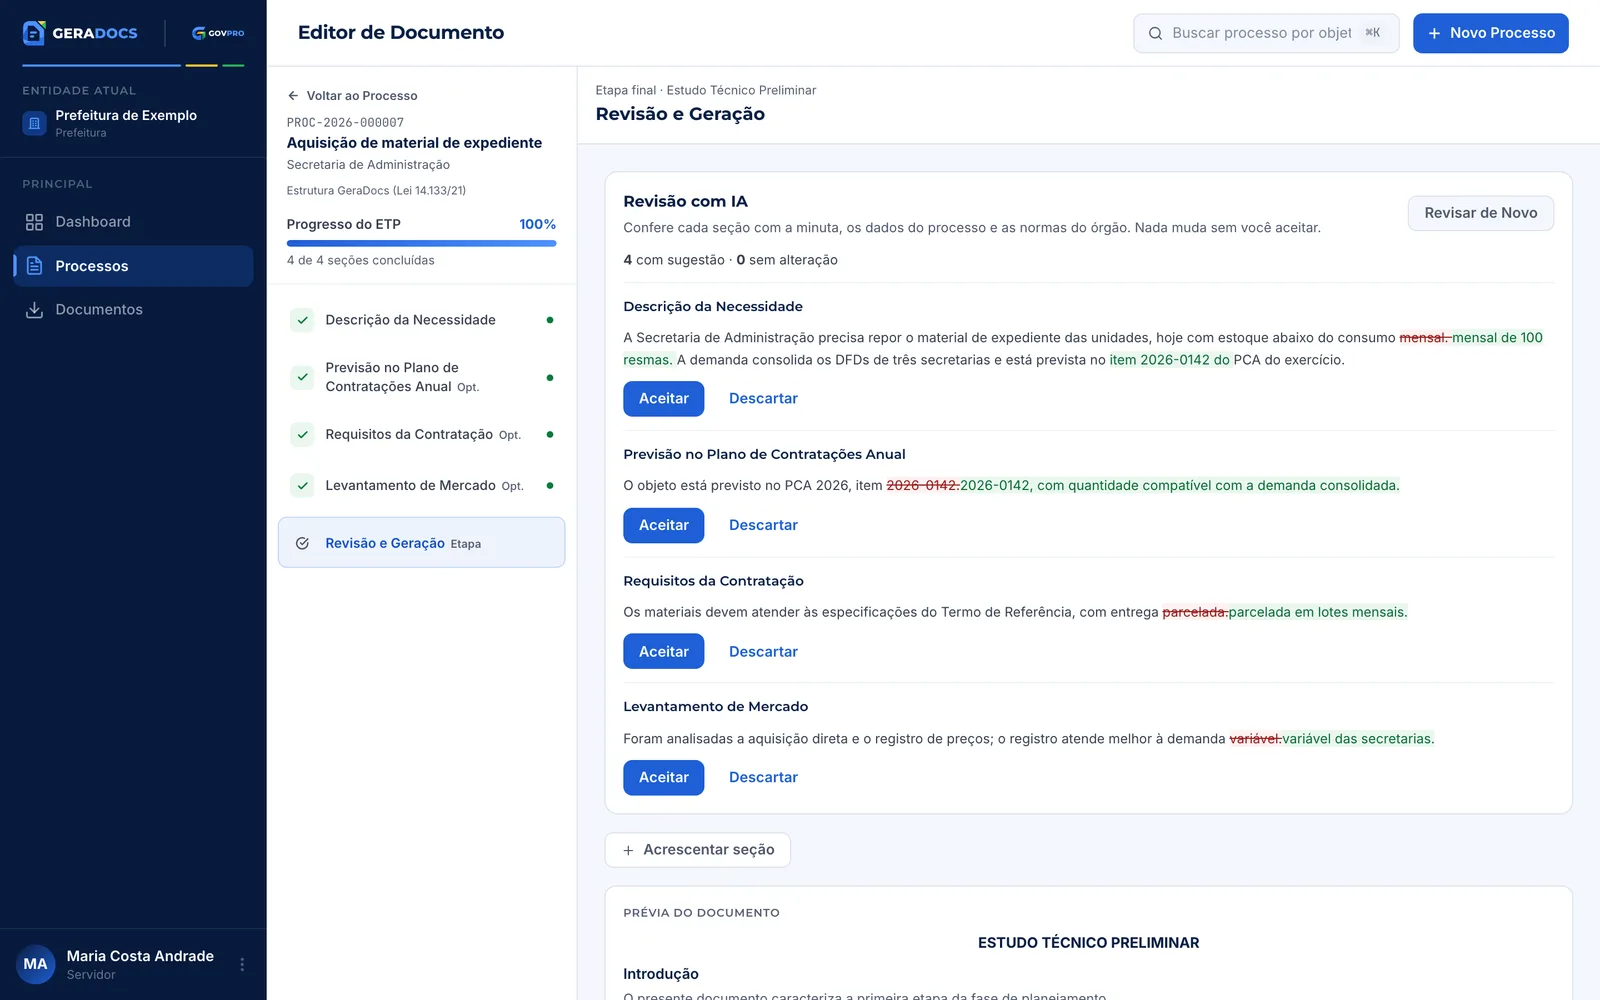 GERADOCS
GOVPRO
ENTIDADE ATUAL
Prefeitura de Exemplo
Prefeitura
PRINCIPAL
Dashboard
Processos
Documentos
MA
Maria Costa Andrade
Servidor
Editor de Documento
Buscar processo por objet
⌘K
+ Novo Processo
← Voltar ao Processo
PROC-2026-000007
Aquisição de material de expediente
Secretaria de Administração
Estrutura GeraDocs (Lei 14.133/21)
Progresso do ETP 100%
4 de 4 seções concluídas
Descrição da Necessidade
Previsão no Plano de
Contratações Anual Opt.
Requisitos da Contratação Opt.
Levantamento de Mercado Opt.
Revisão e Geração Etapa
Etapa final · Estudo Técnico Preliminar
Revisão e Geração
Revisão com IA
Confere cada seção com a minuta, os dados do processo e as normas do órgão. Nada muda sem você aceitar.
Revisar de Novo
4 com sugestão · 0 sem alteração
Descrição da Necessidade
A Secretaria de Administração precisa repor o material de expediente das unidades, hoje com estoque abaixo do consumo mensal. mensal de 100
resmas. A demanda consolida os DFDs de três secretarias e está prevista no item 2026-0142 do PCA do exercício.
Aceitar Descartar
Previsão no Plano de Contratações Anual
O objeto está previsto no PCA 2026, item 2026-0142.2026-0142, com quantidade compatível com a demanda consolidada.
Aceitar Descartar
Requisitos da Contratação
Os materiais devem atender às especificações do Termo de Referência, com entrega parcelada.parcelada em lotes mensais.
Aceitar Descartar
Levantamento de Mercado
Foram analisadas a aquisição direta e o registro de preços; o registro atende melhor à demanda variável.variável das secretarias.
Aceitar Descartar
+ Acrescentar seção
PRÉVIA DO DOCUMENTO
ESTUDO TÉCNICO PRELIMINAR
Introdução
O presente documento caracteriza a primeira etapa da fase de planejamento